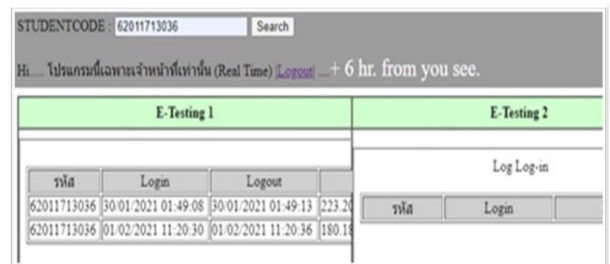 STUDENTCODE : 62011713036 Search
Hi..... โปรแกรมนี้เฉพาะเจ้าหน้าที่เท่านั้น (Real Time) |Logout| ....+ 6 hr. from you see.
E-Testing 1 E-Testing 2
Log Log-in
รหัส Login Logout
รหัส Login
62011713036 30/01/2021 01:49:08 30/01/2021 01:49:13 223.20
62011713036 01/02/2021 11:20:30 01/02/2021 11:20:36 180.18